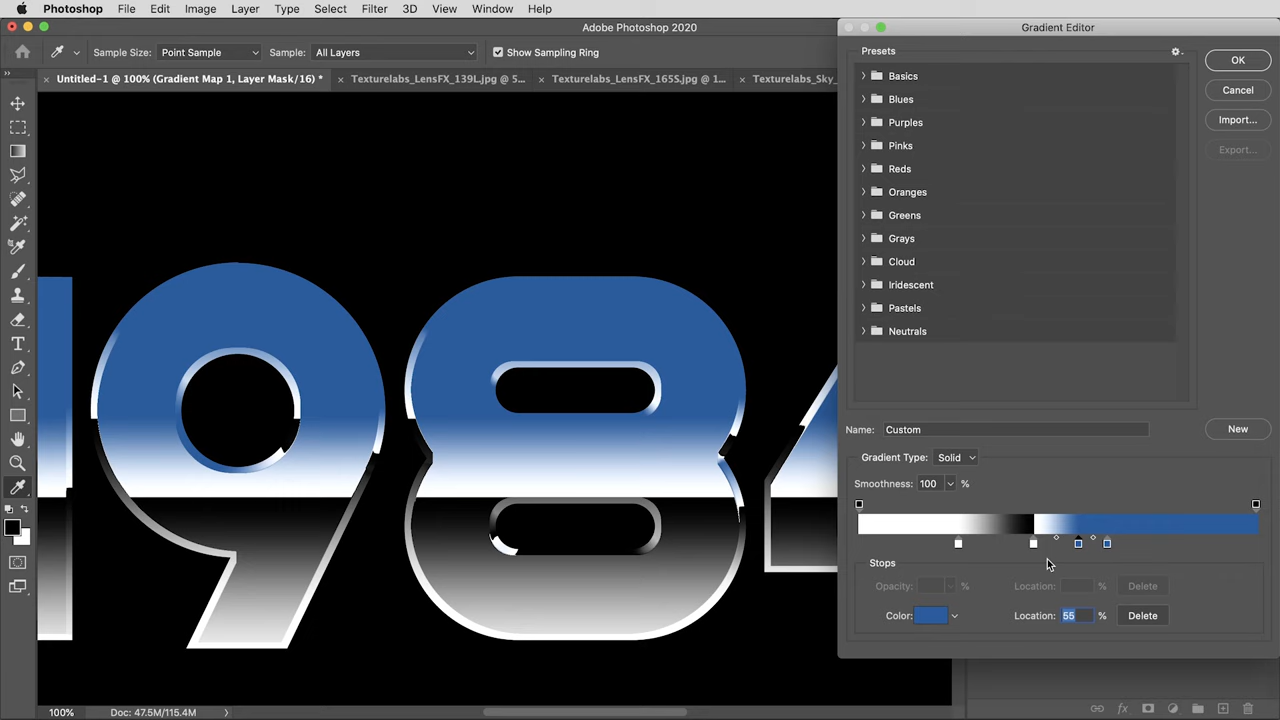 Photoshop File Edit Image Layer Type Select Filter 3D View Window Help
Adobe Photoshop 2020
Gradient Editor
Sample Size: Point Sample Sample: All Layers Show Sampling Ring
Untitled-1 @ 100% (Gradient Map 1, Layer Mask/16) * Texturelabs_LensFX_139L.jpg @ 5... Texturelabs_LensFX_165S.jpg @ 1... Texturelabs_Sky_
Presets
Basics
Blues
Purples
Pinks
Reds
Oranges
Greens
Grays
Cloud
Iridescent
Pastels
Neutrals
OK
Cancel
Import...
Export...
Name: Custom
New
Gradient Type: Solid
Smoothness: 100 %
Stops
Opacity: % Location: % Delete
Color: Location: 55 % Delete
1984
100% Doc: 47.5M/115.4M
fx